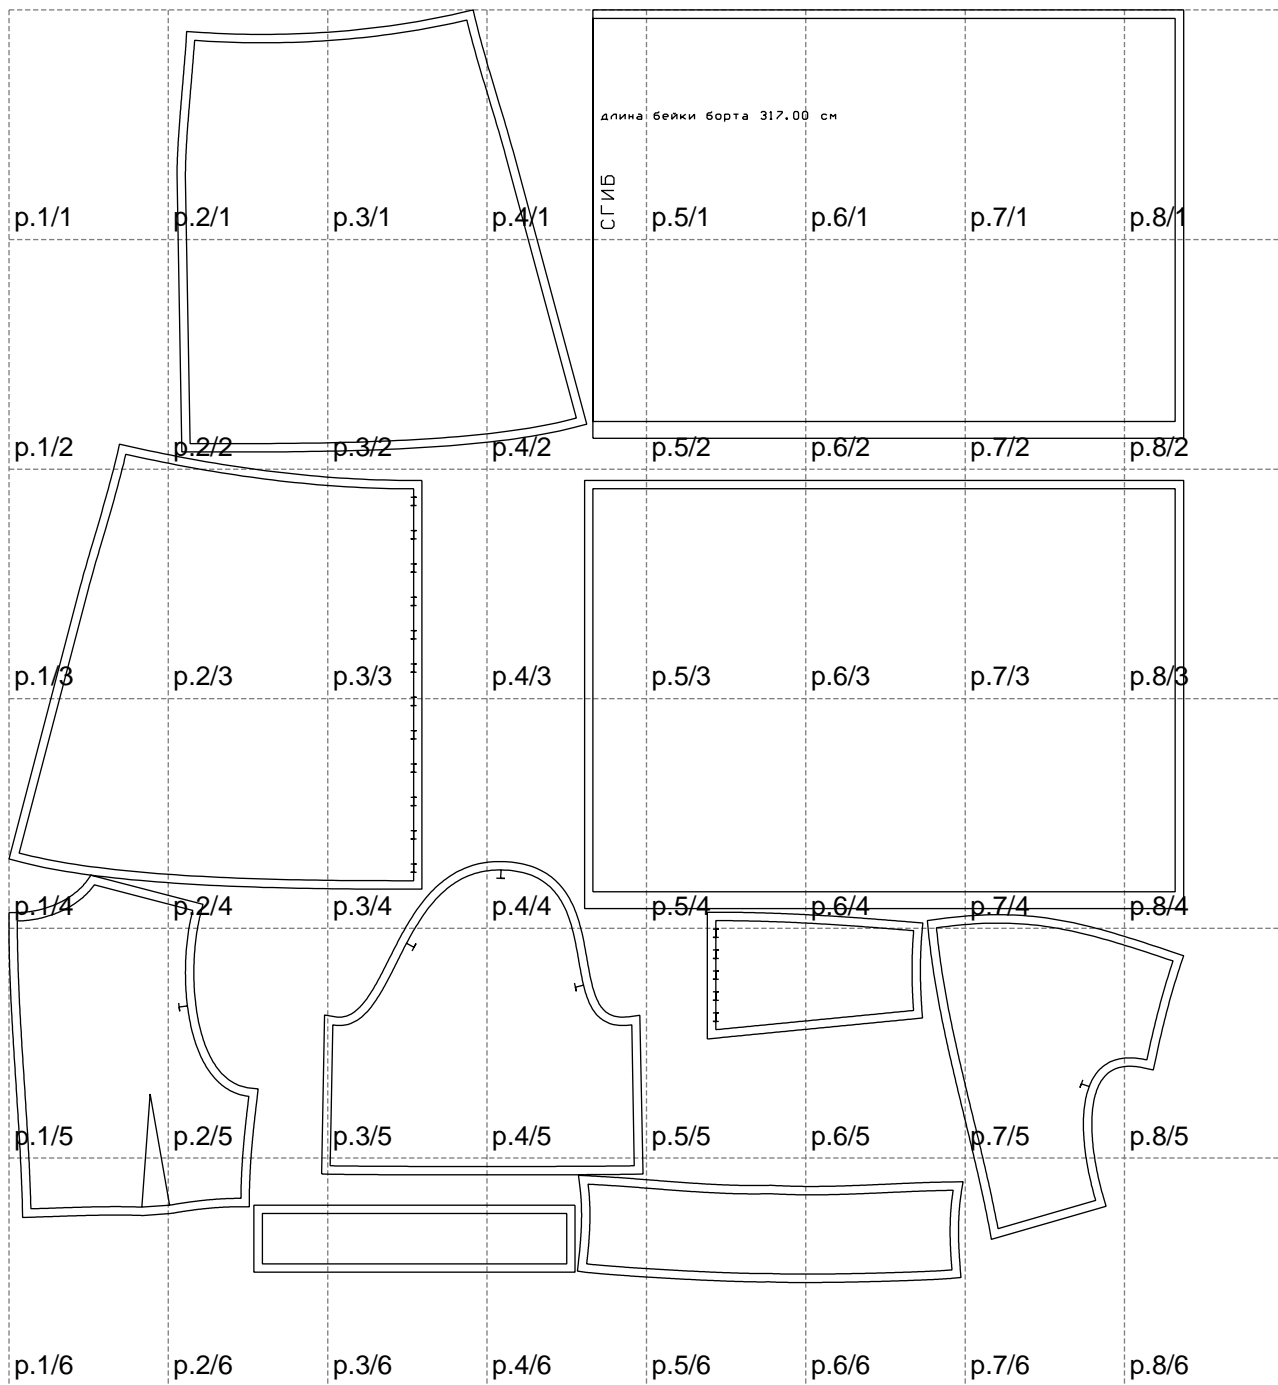 длина бейки борта 317.00 см
СГИБ
p.1/1 p.2/1 p.3/1 p.4/1 p.5/1 p.6/1 p.7/1 p.8/1
p.1/2 p.2/2 p.3/2 p.4/2 p.5/2 p.6/2 p.7/2 p.8/2
p.1/3 p.2/3 p.3/3 p.4/3 p.5/3 p.6/3 p.7/3 p.8/3
p.1/4 p.2/4 p.3/4 p.4/4 p.5/4 p.6/4 p.7/4 p.8/4
p.1/5 p.2/5 p.3/5 p.4/5 p.5/5 p.6/5 p.7/5 p.8/5
p.1/6 p.2/6 p.3/6 p.4/6 p.5/6 p.6/6 p.7/6 p.8/6